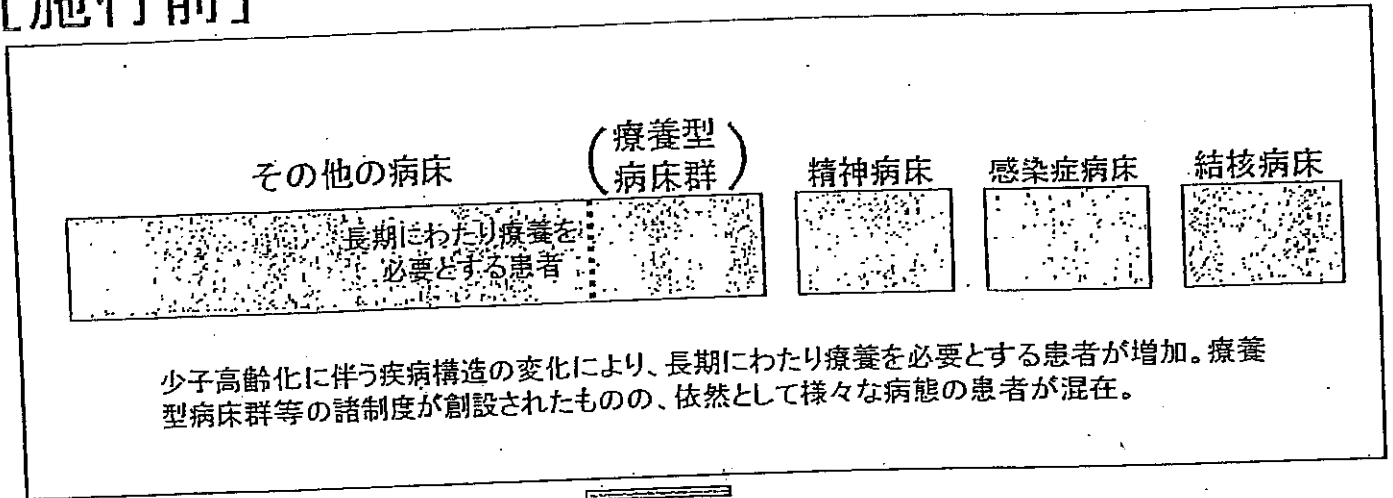 [施行前]
その他の病床
(療養型
病床群)
精神病床
感染症病床
結核病床
長期にわたり療養を
必要とする患者
少子高齢化に伴う疾病構造の変化により、長期にわたり療養を必要とする患者が増加。療養
型病床群等の諸制度が創設されたものの、依然として様々な病態の患者が混在。